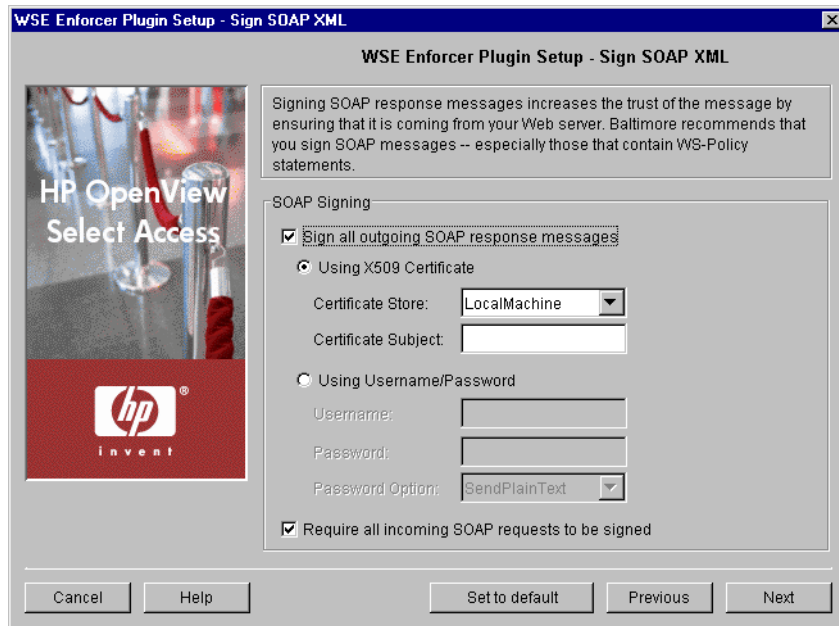 WSE Enforcer Plugin Setup - Sign SOAP XML
WSE Enforcer Plugin Setup - Sign SOAP XML
HP OpenView
Select Access
hp
®
invent
Signing SOAP response messages increases the trust of the message by
ensuring that it is coming from your Web server. Baltimore recommends that
you sign SOAP messages -- especially those that contain WS-Policy
statements.
SOAP Signing
Sign all outgoing SOAP response messages
Using X509 Certificate
Certificate Store: LocalMachine
Certificate Subject:
Using Username/Password
Username:
Password:
Password Option: SendPlainText
Require all incoming SOAP requests to be signed
Cancel Help Set to default Previous Next